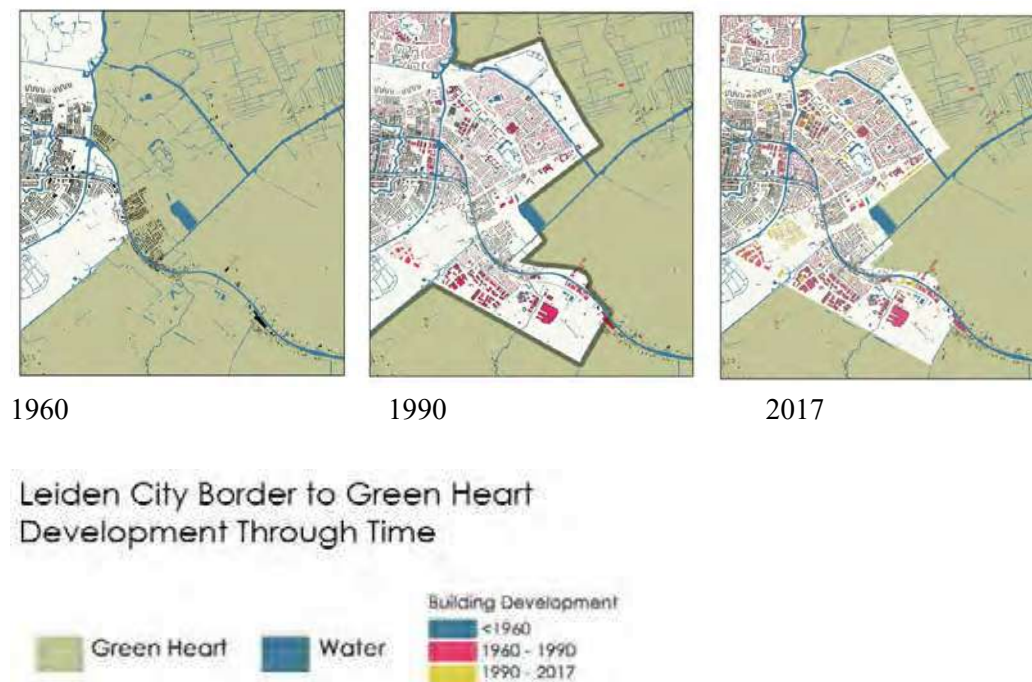 1960
1990
2017
Leiden City Border to Green Heart
Development Through Time
Building Development
Green Heart
Water
<1960
1960 - 1990
1990 - 2017